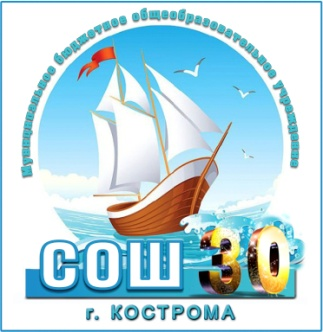 Муниципальное бюджетное общеобразовательное учреждение
СОШ 30
г. КОСТРОМА